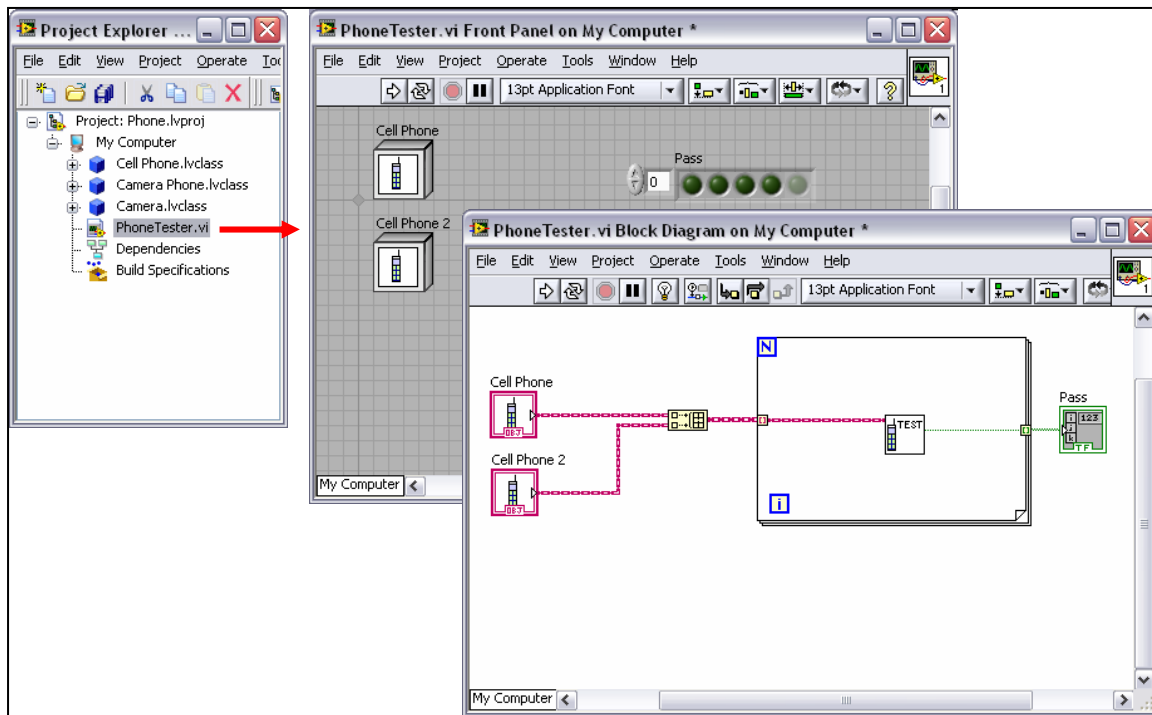 Project Explorer ...
File Edit View Project Operate Too
Project: Phone.lvproj
My Computer
Cell Phone.lvclass
Camera Phone.lvclass
Camera.lvclass
PhoneTester.vi
Dependencies
Build Specifications
PhoneTester.vi Front Panel on My Computer *
File Edit View Project Operate Tools Window Help
13pt Application Font
1
Cell Phone
Pass
0
Cell Phone 2
My Computer
PhoneTester.vi Block Diagram on My Computer *
File Edit View Project Operate Tools Window Help
13pt Application Font
1
N
Cell Phone
OBJ
TEST
Pass
i 123
j
k
TF
Cell Phone 2
OBJ
i
My Computer